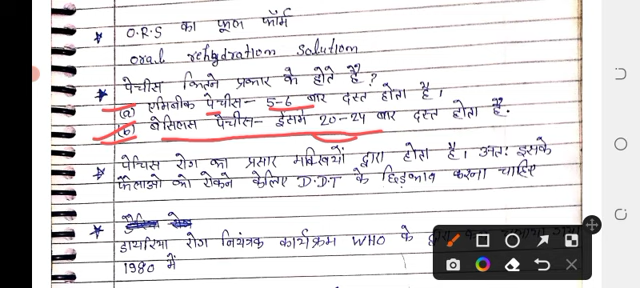 O.R.S का फूल फॉर्म
oral rehydration solution
पेचीस कितने प्रकार के होते है?
(a) एमिबीक पेचीस- 5-6 बार दस्त होता है।
(b) बेसिलस पेचीस- इसमे 20-24 बार दस्त होता है.
पेचिस रोग का प्रसार मक्खियों द्वारा होता है। अतः इसके
फैलाओ को रोकने केलिए D.D.T के छिड़काव करना चाहिए
डायरिया रोग नियंत्रक कार्यक्रम WHO के द्वारा
1980 में